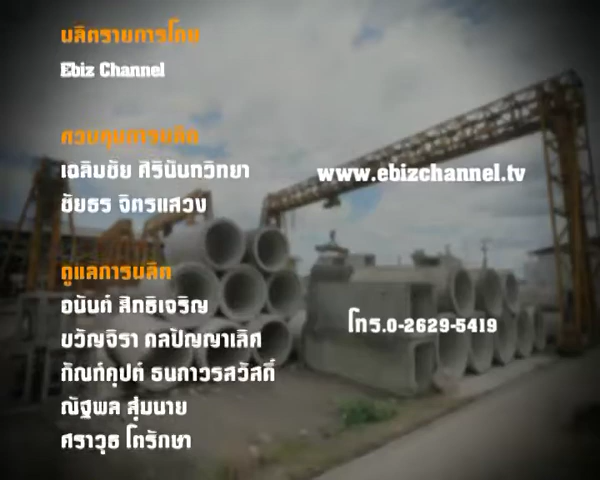 ผลิตรายการโดย
Ebiz Channel
ควบคุมการผลิต
เฉลิมชัย ศิรินันทวิทยา
ชัยธร จิตรแสวง
www.ebizchannel.tv
ดูแลการผลิต
อนันต์ สิทธิเจริญ
โทร.0-2629-5419
ขวัญจิรา กลปัญญาเลิศ
กัณฑ์คุปต์ ธนภาวรสวัสดิ์
ณัฐพล สุ่มนาย
ศราวุธ โตรักษา